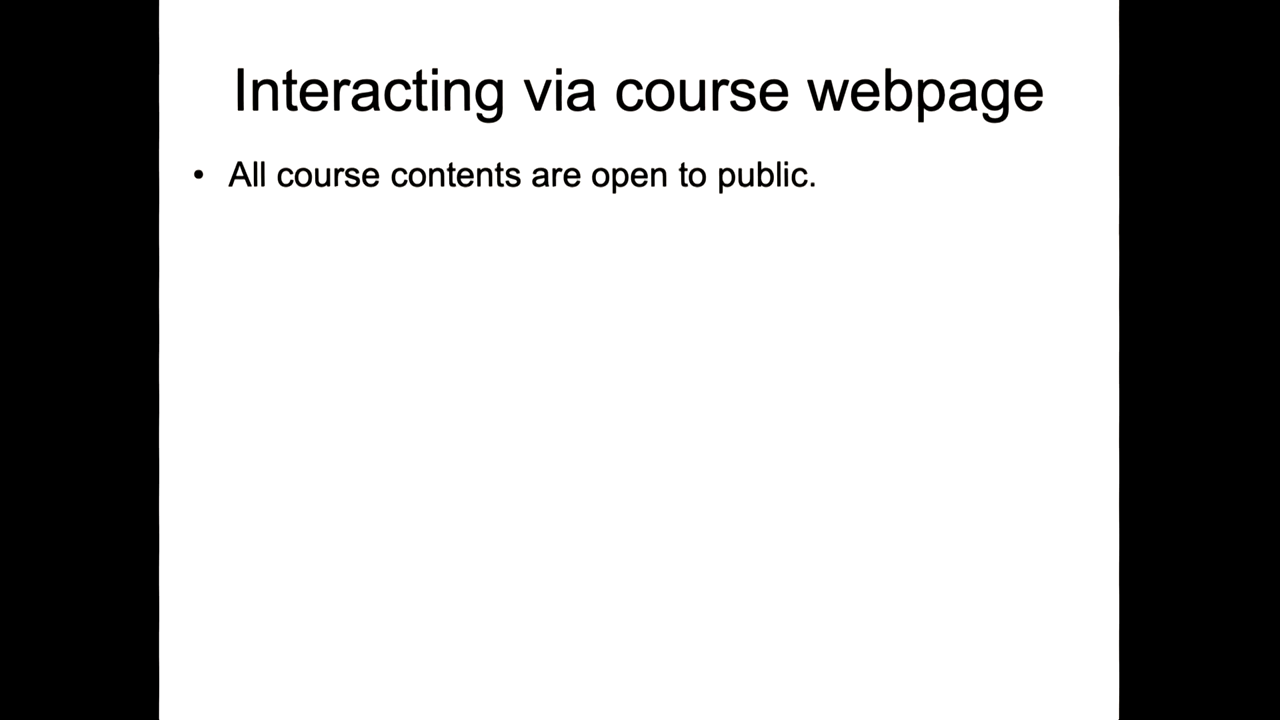 Interacting via course webpage
• All course contents are open to public.